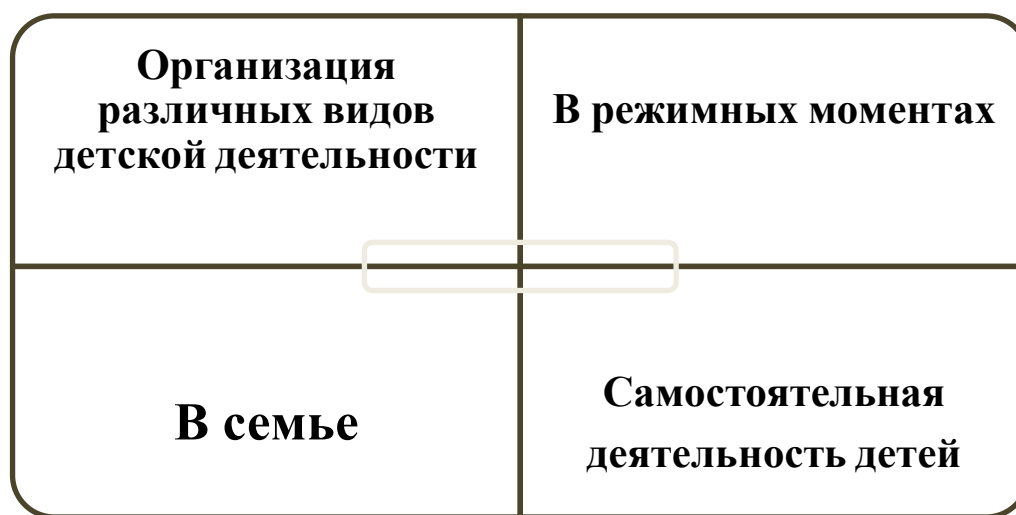 Организация
различных видов
детской деятельности
В режимных моментах
В семье
Самостоятельная
деятельность детей